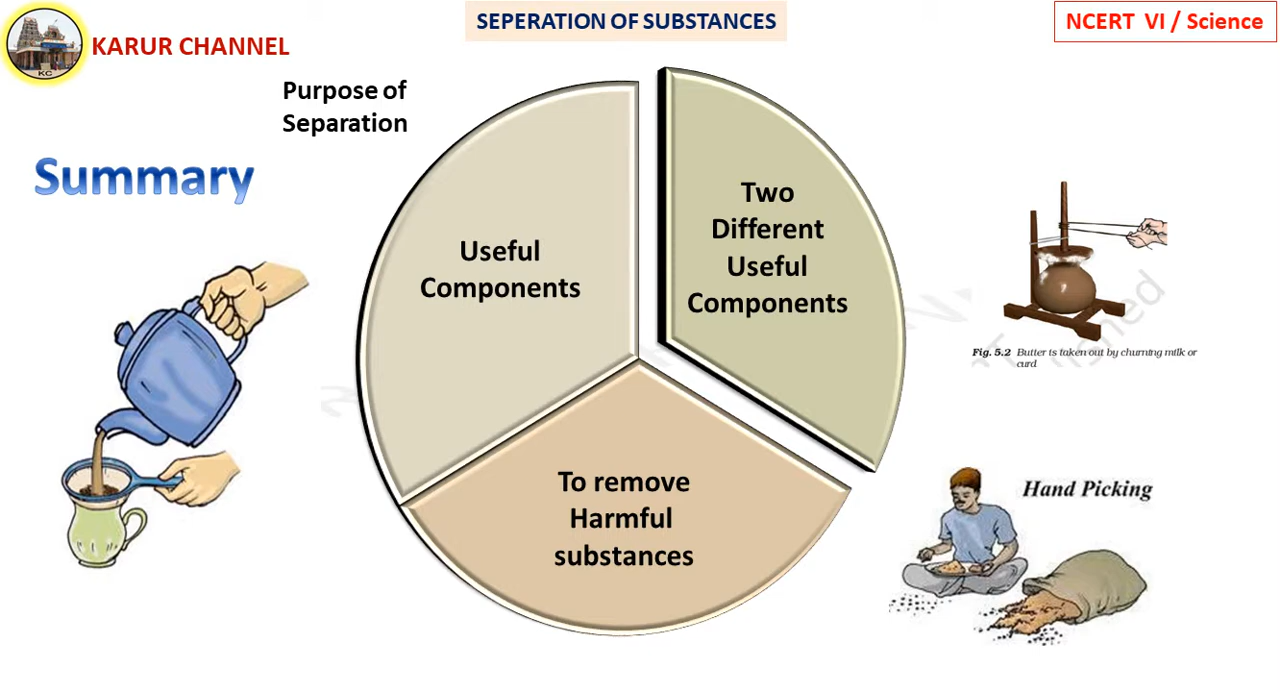 SEPERATION OF SUBSTANCES
NCERT VI / Science
KARUR CHANNEL
KC
Purpose of
Separation
Summary
Useful
Components
Two
Different
Useful
Components
To remove
Harmful
substances
Fig. 5.2 Butter is taken out by churning milk or
curd
Hand Picking